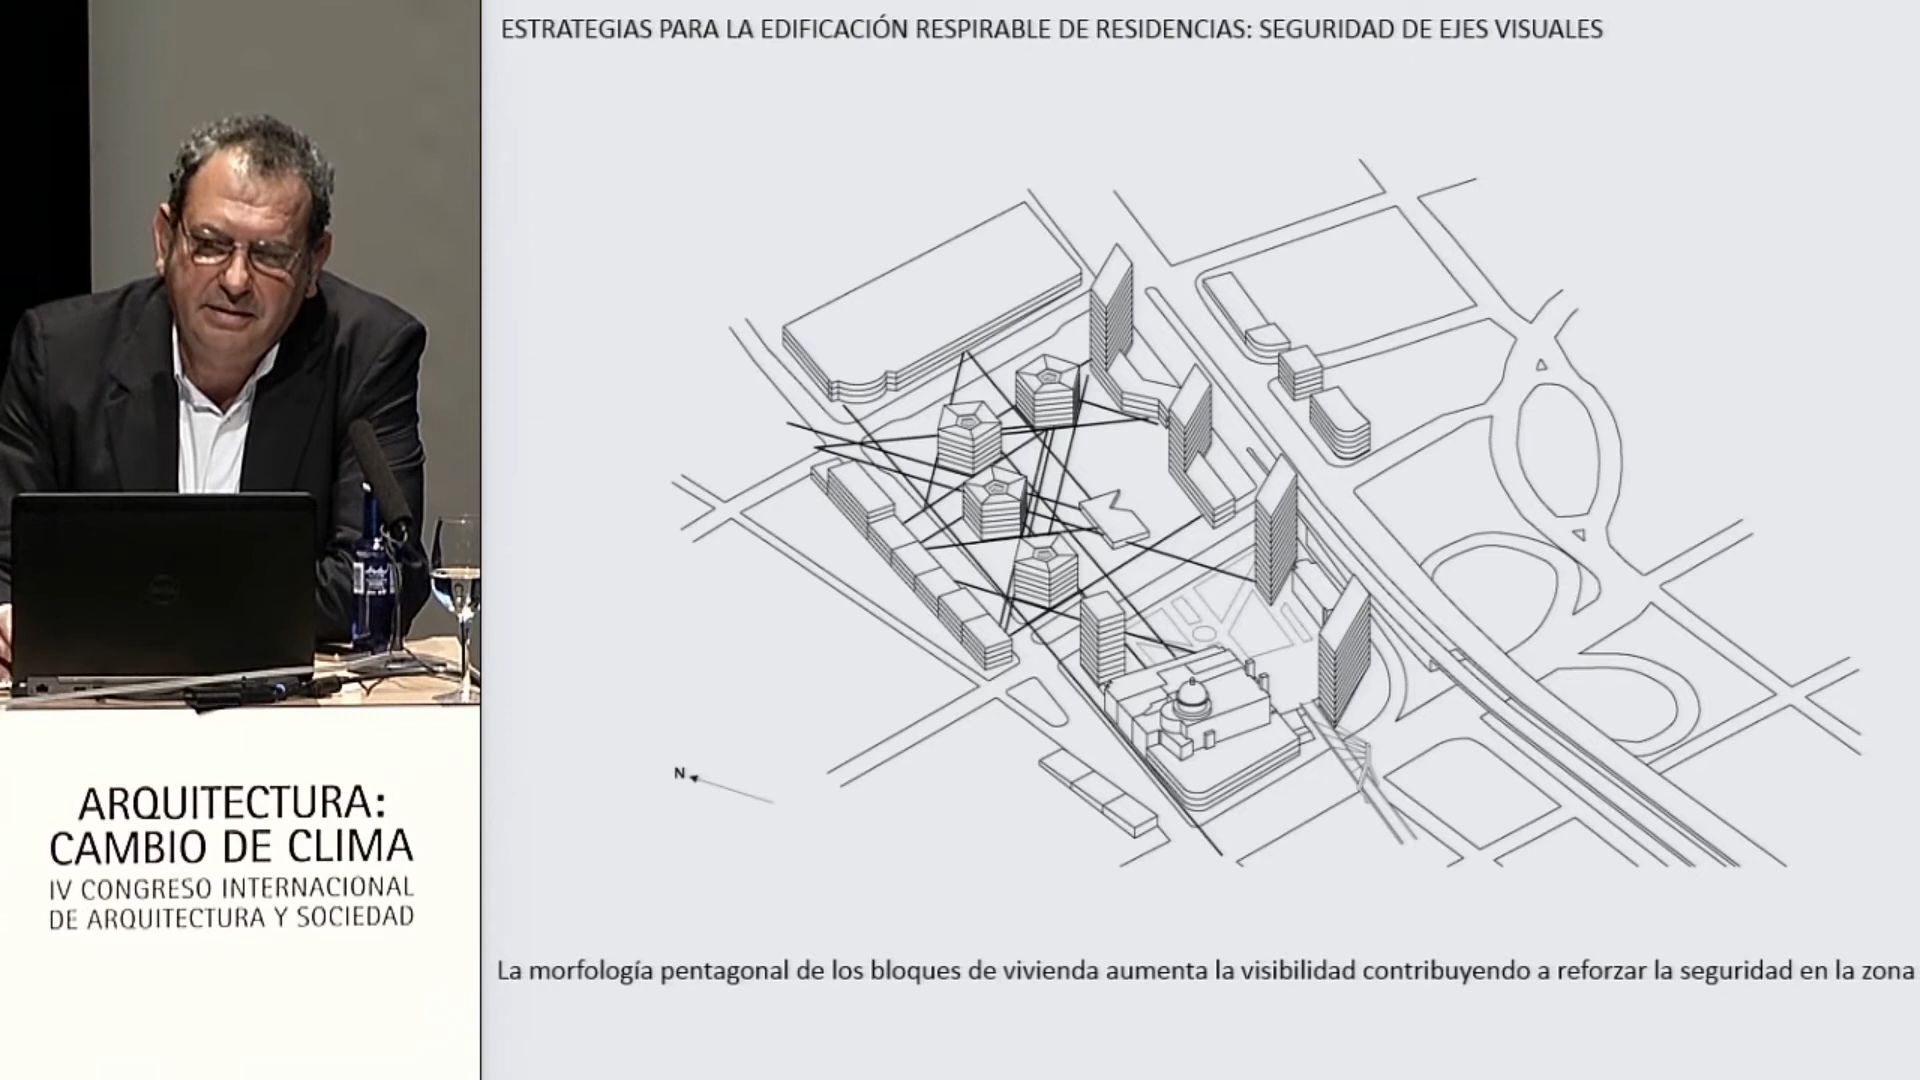 ESTRATEGIAS PARA LA EDIFICACIÓN RESPIRABLE DE RESIDENCIAS: SEGURIDAD DE EJES VISUALES
N
La morfología pentagonal de los bloques de vivienda aumenta la visibilidad contribuyendo a reforzar la seguridad en la zona
ARQUITECTURA:
CAMBIO DE CLIMA
IV CONGRESO INTERNACIONAL
DE ARQUITECTURA Y SOCIEDAD